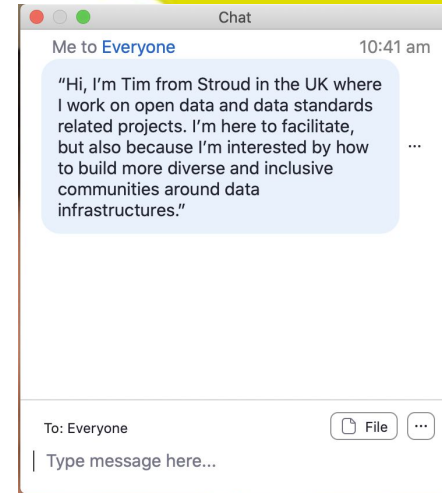 Chat
Me to Everyone 10:41 am
“Hi, I’m Tim from Stroud in the UK where
I work on open data and data standards
related projects. I’m here to facilitate,
but also because I’m interested by how
to build more diverse and inclusive
communities around data
infrastructures.”
To: Everyone File
Type message here...